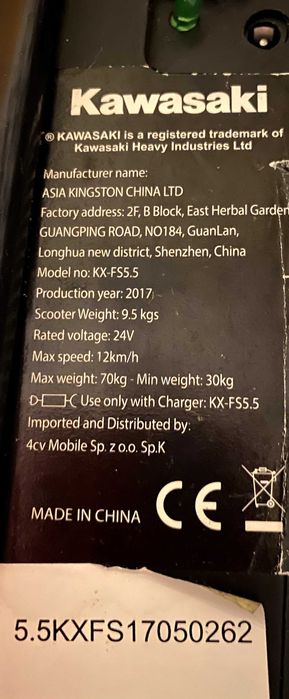 Kawasaki
® KAWASAKI is a registered trademark of
Kawasaki Heavy Industries Ltd
Manufacturer name:
ASIA KINGSTON CHINA LTD
Factory address: 2F, B Block, East Herbal Garden
GUANGPING ROAD, NO184, GuanLan,
Longhua new district, Shenzhen, China
Model no: KX-FS5.5
Production year: 2017
Scooter Weight: 9.5 kgs
Rated voltage: 24V
Max speed: 12km/h
Max weight: 70kg - Min weight: 30kg
Use only with Charger: KX-FS5.5
Imported and Distributed by:
4cv Mobile Sp. z o.o. Sp.K
MADE IN CHINA CE
5.5KXFS17050262